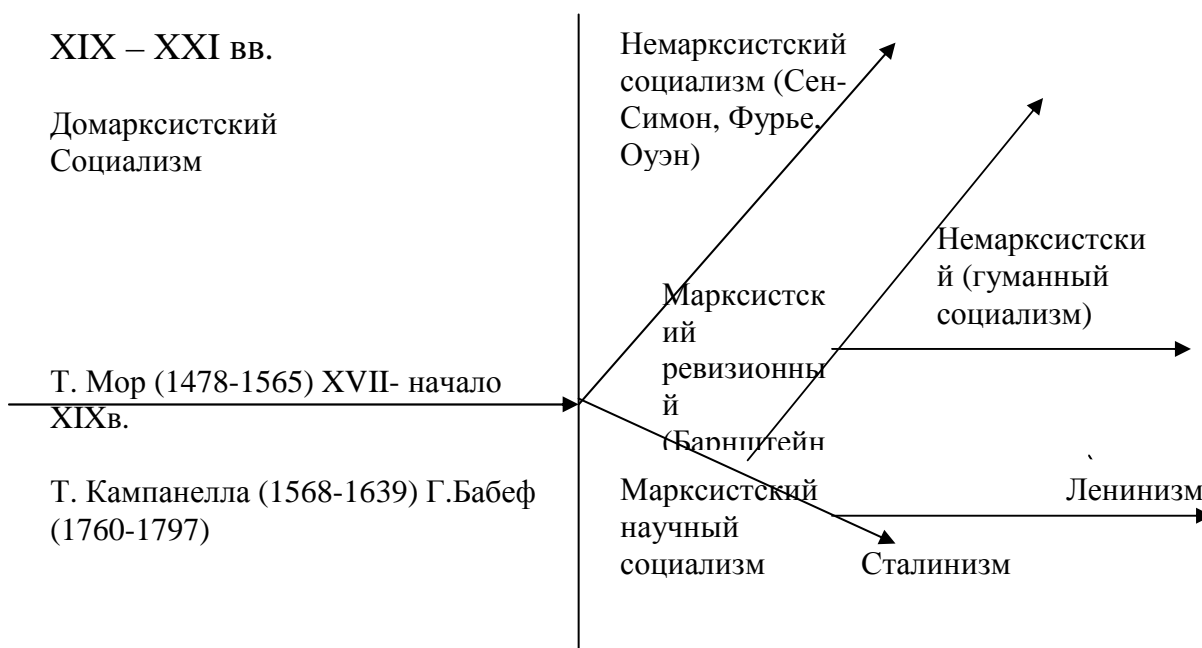 XIX – XXI вв.
Домарксистский
Социализм
Т. Мор (1478-1565) XVII- начало
XIXв.
Т. Кампанелла (1568-1639) Г.Бабеф
(1760-1797)
Немарксистский
социализм (Сен-
Симон, Фурье,
Оуэн)
Марксистск
ий
ревизионны
й
(Барнштейн
Немарксистски
й (гуманный
социализм)
Марксистский
научный
социализм
Ленинизм
Сталинизм